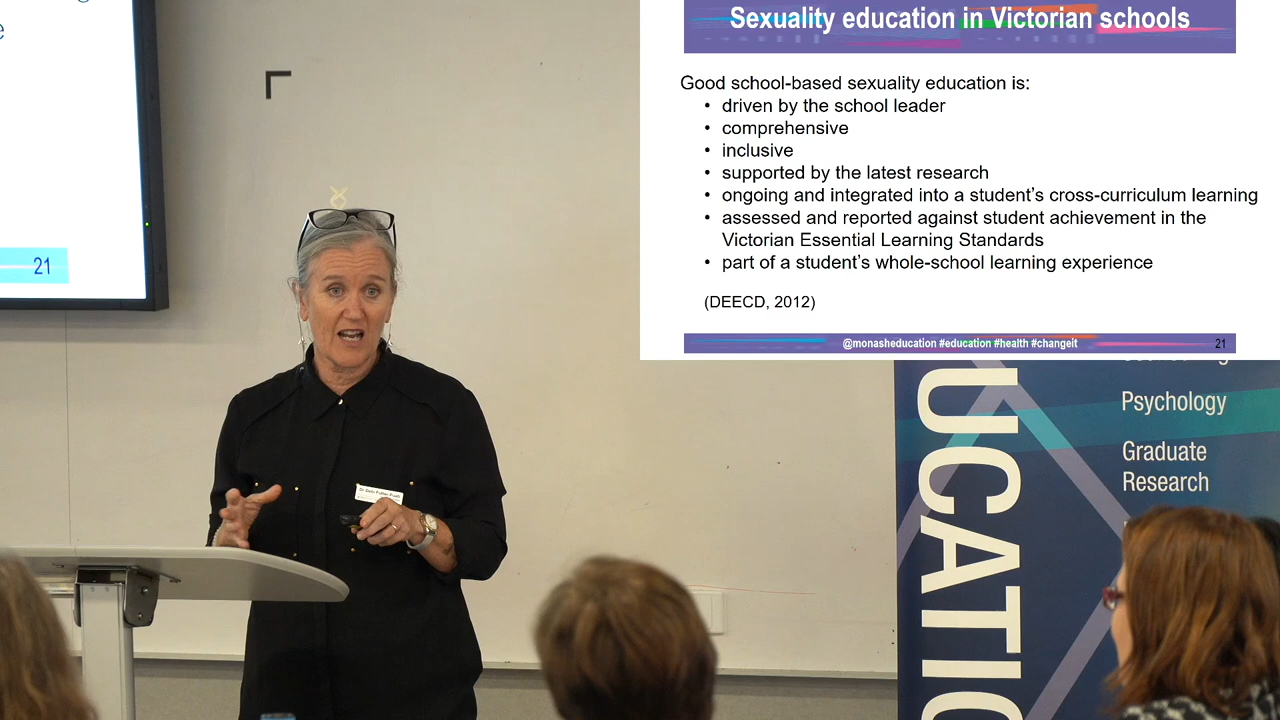 21
Sexuality education in Victorian schools
Good school-based sexuality education is:
• driven by the school leader
• comprehensive
• inclusive
• supported by the latest research
• ongoing and integrated into a student’s cross-curriculum learning
• assessed and reported against student achievement in the
Victorian Essential Learning Standards
• part of a student’s whole-school learning experience
(DEECD, 2012)
@monasheducation #education #health #changeit
21
UCATIO
Psychology
Graduate
Research